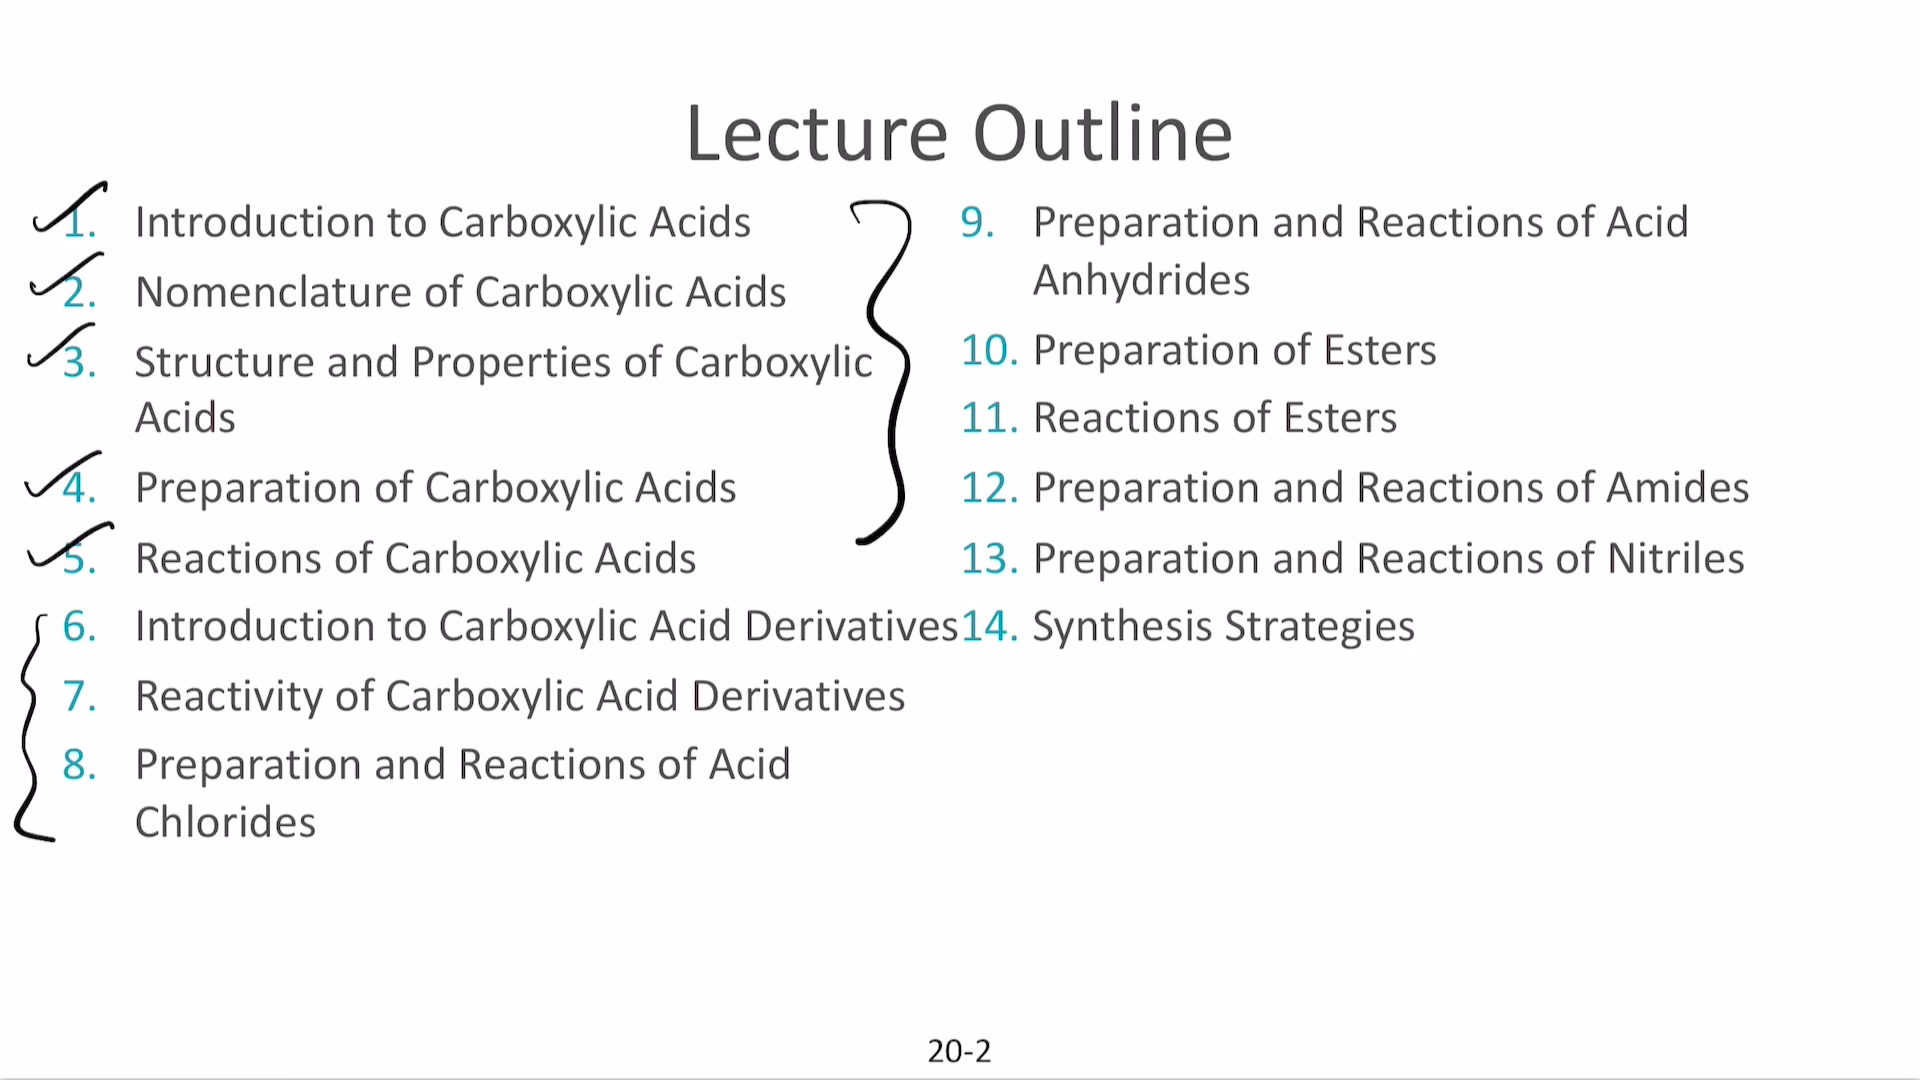 Lecture Outline
1. Introduction to Carboxylic Acids
2. Nomenclature of Carboxylic Acids
3. Structure and Properties of Carboxylic
Acids
4. Preparation of Carboxylic Acids
5. Reactions of Carboxylic Acids
6. Introduction to Carboxylic Acid Derivatives
7. Reactivity of Carboxylic Acid Derivatives
8. Preparation and Reactions of Acid
Chlorides
9. Preparation and Reactions of Acid
Anhydrides
10. Preparation of Esters
11. Reactions of Esters
12. Preparation and Reactions of Amides
13. Preparation and Reactions of Nitriles
14. Synthesis Strategies
20-2